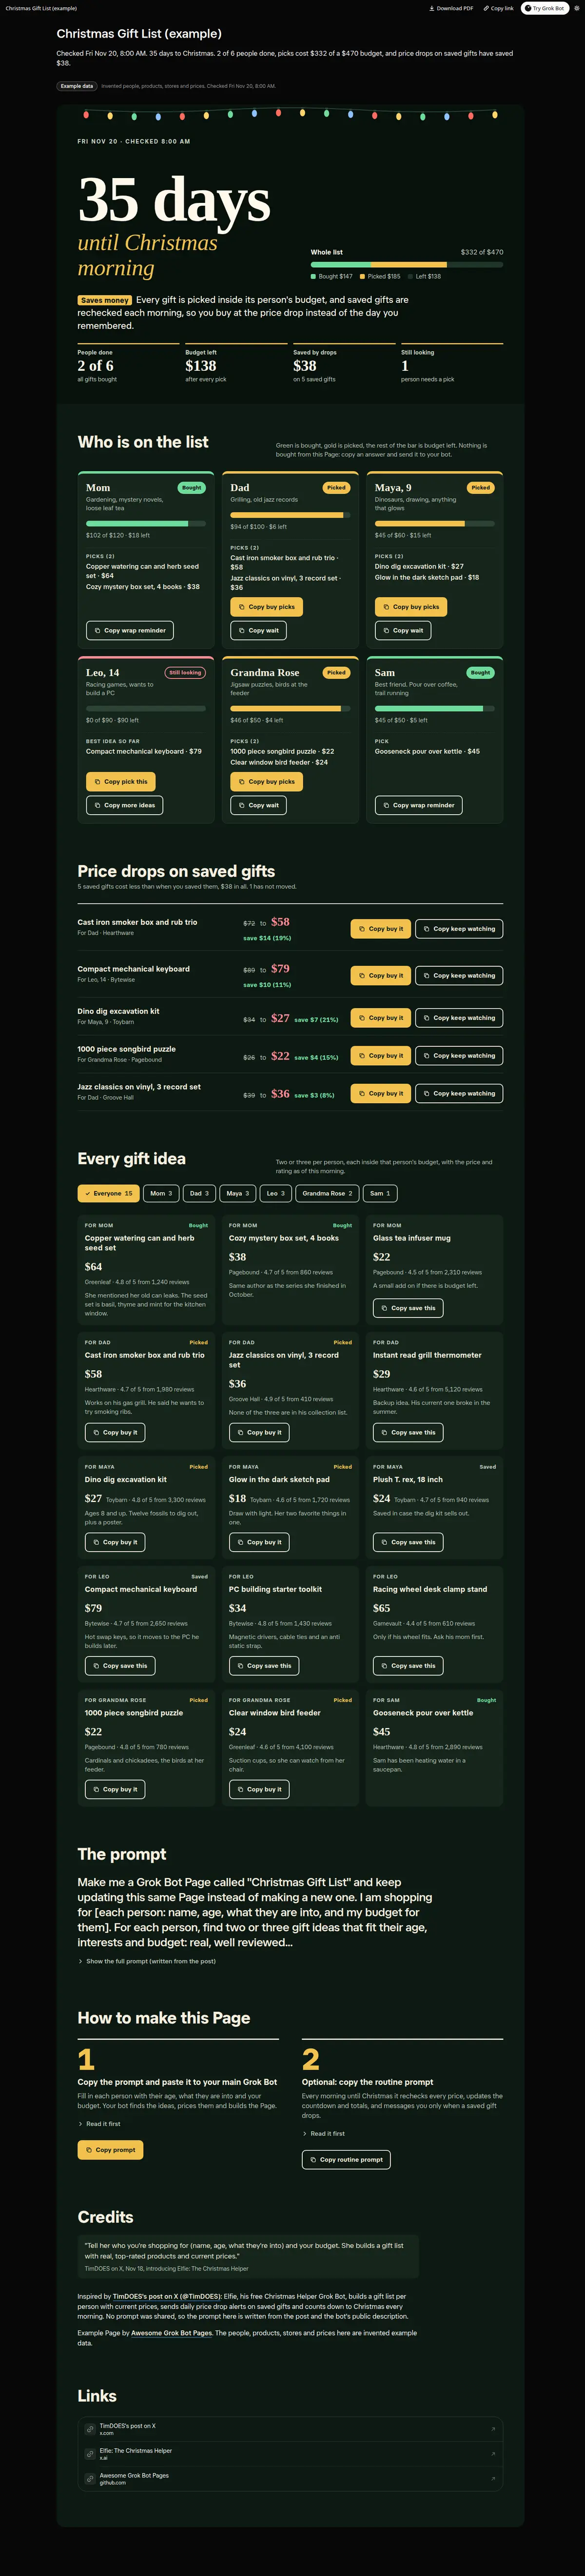 Christmas Gift List (example)
Download PDF
Copy link
Try Grok Bot
Christmas Gift List (example)
Checked Fri Nov 20, 8:00 AM. 35 days to Christmas. 2 of 6 people done, picks cost $332 of a $470 budget, and price drops on saved gifts have saved
$38.
Example data
Invented people, products, stores and prices. Checked Fri Nov 20, 8:00 AM.
FRI NOV 20 · CHECKED 8:00 AM
35 days
until Christmas
morning
Whole list
$332 of $470
Bought $147
Picked $185
Left $138
Saves money Every gift is picked inside its person's budget, and saved gifts are
rechecked each morning, so you buy at the price drop instead of the day you
remembered.
People done
2 of 6
all gifts bought
Budget left
$138
after every pick
Saved by drops
$38
on 5 saved gifts
Still looking
1
person needs a pick
Who is on the list
Green is bought, gold is picked, the rest of the bar is budget left. Nothing is
bought from this Page: copy an answer and send it to your bot.
Mom
Bought
Gardening, mystery novels,
loose leaf tea
$102 of $120 · $18 left
PICKS (2)
Copper watering can and herb seed
set · $64
Cozy mystery box set, 4 books · $38
Copy wrap reminder
Dad
Picked
Grilling, old jazz records
$94 of $100 · $6 left
PICKS (2)
Cast iron smoker box and rub trio ·
$58
Jazz classics on vinyl, 3 record set ·
$36
Copy buy picks
Copy wait
Maya, 9
Picked
Dinosaurs, drawing, anything
that glows
$45 of $60 · $15 left
PICKS (2)
Dino dig excavation kit · $27
Glow in the dark sketch pad · $18
Copy buy picks
Copy wait
Leo, 14
Still looking
Racing games, wants to
build a PC
$0 of $90 · $90 left
BEST IDEA SO FAR
Compact mechanical keyboard · $79
Copy pick this
Copy more ideas
Grandma Rose
Picked
Jigsaw puzzles, birds at the
feeder
$46 of $50 · $4 left
PICKS (2)
1000 piece songbird puzzle · $22
Clear window bird feeder · $24
Copy buy picks
Copy wait
Sam
Bought
Best friend. Pour over coffee,
trail running
$45 of $50 · $5 left
PICK
Gooseneck pour over kettle · $45
Copy wrap reminder
Price drops on saved gifts
5 saved gifts cost less than when you saved them, $38 in all. 1 has not moved.
Cast iron smoker box and rub trio
For Dad · Hearthware
$72 to $58
save $14 (19%)
Copy buy it
Copy keep watching
Compact mechanical keyboard
For Leo, 14 · Bytewise
$89 to $79
save $10 (11%)
Copy buy it
Copy keep watching
Dino dig excavation kit
For Maya, 9 · Toybarn
$34 to $27 save $7 (21%)
Copy buy it
Copy keep watching
1000 piece songbird puzzle
For Grandma Rose · Pagebound
$26 to $22 save $4 (15%)
Copy buy it
Copy keep watching
Jazz classics on vinyl, 3 record set
For Dad · Groove Hall
$39 to $36 save $3 (8%)
Copy buy it
Copy keep watching
Every gift idea
Two or three per person, each inside that person's budget, with the price and
rating as of this morning.
Everyone 15
Mom 3
Dad 3
Maya 3
Leo 3
Grandma Rose 2
Sam 1
FOR MOM
Bought
Copper watering can and herb
seed set
$64
Greenleaf · 4.8 of 5 from 1,240 reviews
She mentioned her old can leaks. The seed
set is basil, thyme and mint for the kitchen
window.
FOR MOM
Bought
Cozy mystery box set, 4 books
$38
Pagebound · 4.7 of 5 from 860 reviews
Same author as the series she finished in
October.
FOR MOM
Glass tea infuser mug
$22
Pagebound · 4.5 of 5 from 2,310 reviews
A small add on if there is budget left.
Copy save this
FOR DAD
Picked
Cast iron smoker box and rub trio
$58
Hearthware · 4.7 of 5 from 1,980 reviews
Works on his gas grill. He said he wants to
try smoking ribs.
Copy buy it
FOR DAD
Picked
Jazz classics on vinyl, 3 record
set
$36
Groove Hall · 4.9 of 5 from 410 reviews
None of the three are in his collection list.
Copy buy it
FOR DAD
Instant read grill thermometer
$29
Hearthware · 4.6 of 5 from 5,120 reviews
Backup idea. His current one broke in the
summer.
Copy save this
FOR MAYA
Picked
Dino dig excavation kit
$27 Toybarn · 4.8 of 5 from 3,300 reviews
Ages 8 and up. Twelve fossils to dig out,
plus a poster.
Copy buy it
FOR MAYA
Picked
Glow in the dark sketch pad
$18 Toybarn · 4.6 of 5 from 1,720 reviews
Draw with light. Her two favorite things in
one.
Copy buy it
FOR MAYA
Saved
Plush T. rex, 18 inch
$24 Toybarn · 4.7 of 5 from 940 reviews
Saved in case the dig kit sells out.
Copy save this
FOR LEO
Saved
Compact mechanical keyboard
$79
Bytewise · 4.7 of 5 from 2,650 reviews
Hot swap keys, so it moves to the PC he
builds later.
Copy save this
FOR LEO
PC building starter toolkit
$34
Bytewise · 4.8 of 5 from 1,430 reviews
Magnetic drivers, cable ties and an anti
static strap.
Copy save this
FOR LEO
Racing wheel desk clamp stand
$65
Gamevault · 4.4 of 5 from 610 reviews
Only if his wheel fits. Ask his mom first.
Copy save this
FOR GRANDMA ROSE
Picked
1000 piece songbird puzzle
$22
Pagebound · 4.8 of 5 from 780 reviews
Cardinals and chickadees, the birds at her
feeder.
Copy buy it
FOR GRANDMA ROSE
Picked
Clear window bird feeder
$24
Greenleaf · 4.6 of 5 from 4,100 reviews
Suction cups, so she can watch from her
chair.
Copy buy it
FOR SAM
Bought
Gooseneck pour over kettle
$45
Hearthware · 4.8 of 5 from 2,890 reviews
Sam has been heating water in a
saucepan.
The prompt
Make me a Grok Bot Page called "Christmas Gift List" and keep
updating this same Page instead of making a new one. I am shopping
for [each person: name, age, what they are into, and my budget for
them]. For each person, find two or three gift ideas that fit their age,
interests and budget: real, well reviewed...
Show the full prompt (written from the post)
How to make this Page
1
Copy the prompt and paste it to your main Grok Bot
Fill in each person with their age, what they are into and your
budget. Your bot finds the ideas, prices them and builds the Page.
Read it first
Copy prompt
2
Optional: copy the routine prompt
Every morning until Christmas it rechecks every price, updates the
countdown and totals, and messages you only when a saved gift
drops.
Read it first
Copy routine prompt
Credits
"Tell her who you're shopping for (name, age, what they're into) and your budget. She builds a gift list
with real, top-rated products and current prices."
TimDOES on X, Nov 18, introducing Elfie: The Christmas Helper
Inspired by TimDOES's post on X (@TimDOES): Elfie, his free Christmas Helper Grok Bot, builds a gift list per
person with current prices, sends daily price drop alerts on saved gifts and counts down to Christmas every
morning. No prompt was shared, so the prompt here is written from the post and the bot's public description.
Example Page by Awesome Grok Bot Pages. The people, products, stores and prices here are invented example
data.
Links
TimDOES's post on X
x.com
Elfie: The Christmas Helper
x.ai
Awesome Grok Bot Pages
github.com